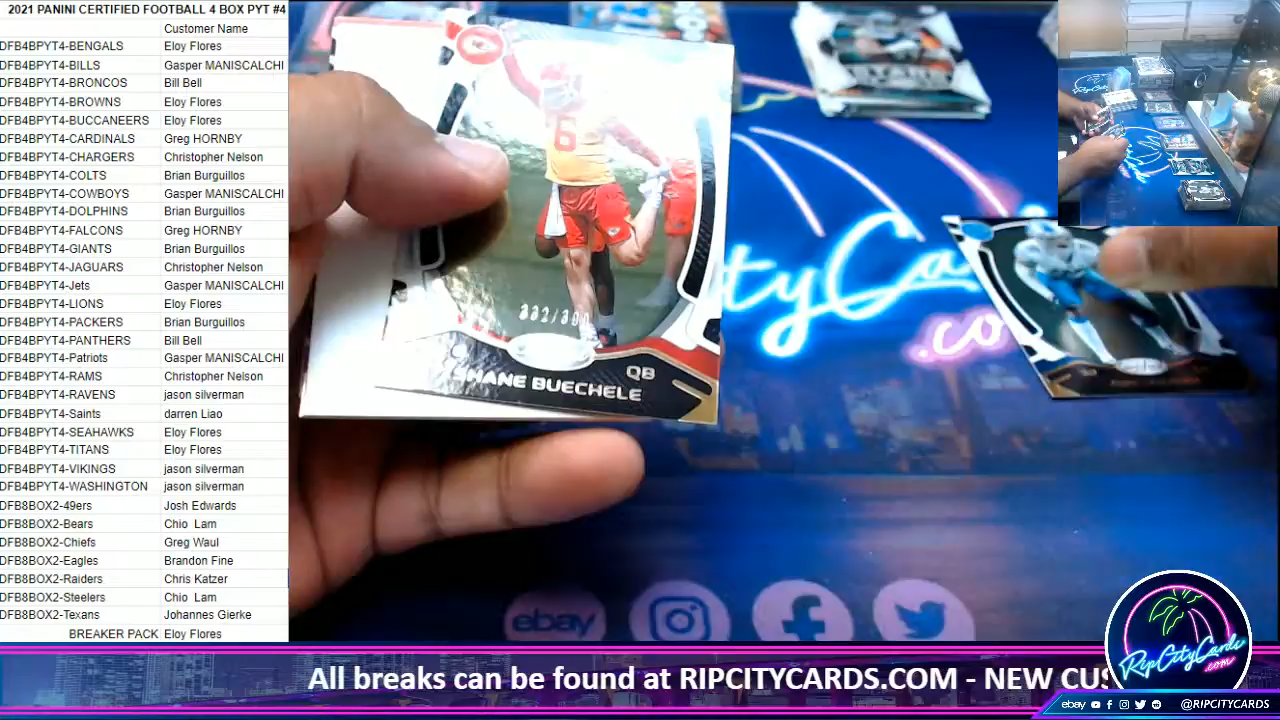 2021 PANINI CERTIFIED FOOTBALL 4 BOX PYT #4
Customer Name
DFB4BPYT4-BENGALS Eloy Flores
DFB4BPYT4-BILLS Gasper MANISCALCHI
DFB4BPYT4-BRONCOS Bill Bell
DFB4BPYT4-BROWNS Eloy Flores
DFB4BPYT4-BUCCANEERS Eloy Flores
DFB4BPYT4-CARDINALS Greg HORNBY
DFB4BPYT4-CHARGERS Christopher Nelson
DFB4BPYT4-COLTS Brian Burguillos
DFB4BPYT4-COWBOYS Gasper MANISCALCHI
DFB4BPYT4-DOLPHINS Brian Burguillos
DFB4BPYT4-FALCONS Greg HORNBY
DFB4BPYT4-GIANTS Brian Burguillos
DFB4BPYT4-JAGUARS Christopher Nelson
DFB4BPYT4-Jets Gasper MANISCALCHI
DFB4BPYT4-LIONS Eloy Flores
DFB4BPYT4-PACKERS Brian Burguillos
DFB4BPYT4-PANTHERS Bill Bell
DFB4BPYT4-Patriots Gasper MANISCALCHI
DFB4BPYT4-RAMS Christopher Nelson
DFB4BPYT4-RAVENS jason silverman
DFB4BPYT4-Saints darren Liao
DFB4BPYT4-SEAHAWKS Eloy Flores
DFB4BPYT4-TITANS Eloy Flores
DFB4BPYT4-VIKINGS jason silverman
DFB4BPYT4-WASHINGTON jason silverman
DFB8BOX2-49ers Josh Edwards
DFB8BOX2-Bears Chio Lam
DFB8BOX2-Chiefs Greg Waul
DFB8BOX2-Eagles Brandon Fine
DFB8BOX2-Raiders Chris Katzer
DFB8BOX2-Steelers Chio Lam
DFB8BOX2-Texans Johannes Gierke
BREAKER PACK Eloy Flores
6
332/399
QB
SHANE BUECHELE
ityCa
.co
ebay
All breaks can be found at RIPCITYCARDS.COM - NEW CUS
RipCityCards
.com
ebay @RIPCITYCARDS